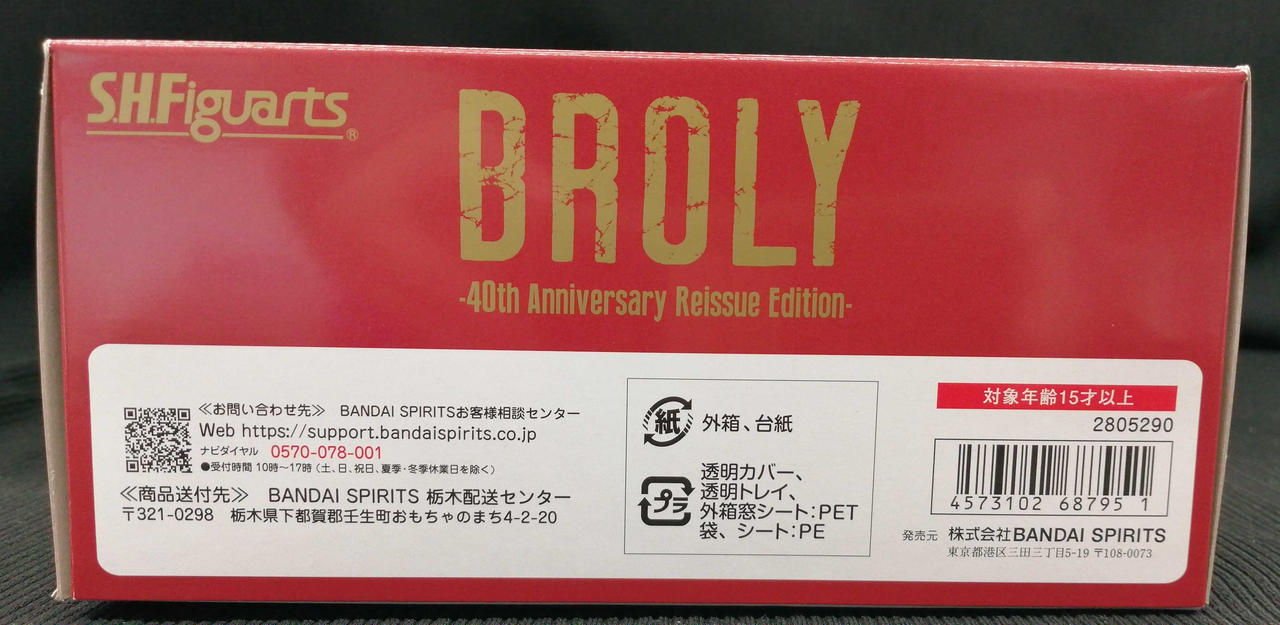 S.H.Figuarts®
BROLY
-40th Anniversary Reissue Edition-
≪お問い合わせ先≫ BANDAI SPIRITSお客様相談センター
Web https://support.bandaispirits.co.jp
ナビダイヤル 0570-078-001
●受付時間 10時〜17時(土、日、祝日、夏季・冬季休業日を除く)
≪商品送付先≫ BANDAI SPIRITS 栃木配送センター
〒321-0298 栃木県下都賀郡壬生町おもちゃのまち4-2-20
紙 外箱、台紙
プラ 透明カバー、
透明トレイ、
外箱窓シート:PET
袋、シート:PE
対象年齢15才以上
2805290
4573102 68795 1
発売元 株式会社BANDAI SPIRITS
東京都港区三田三丁目5-19 〒108-0073